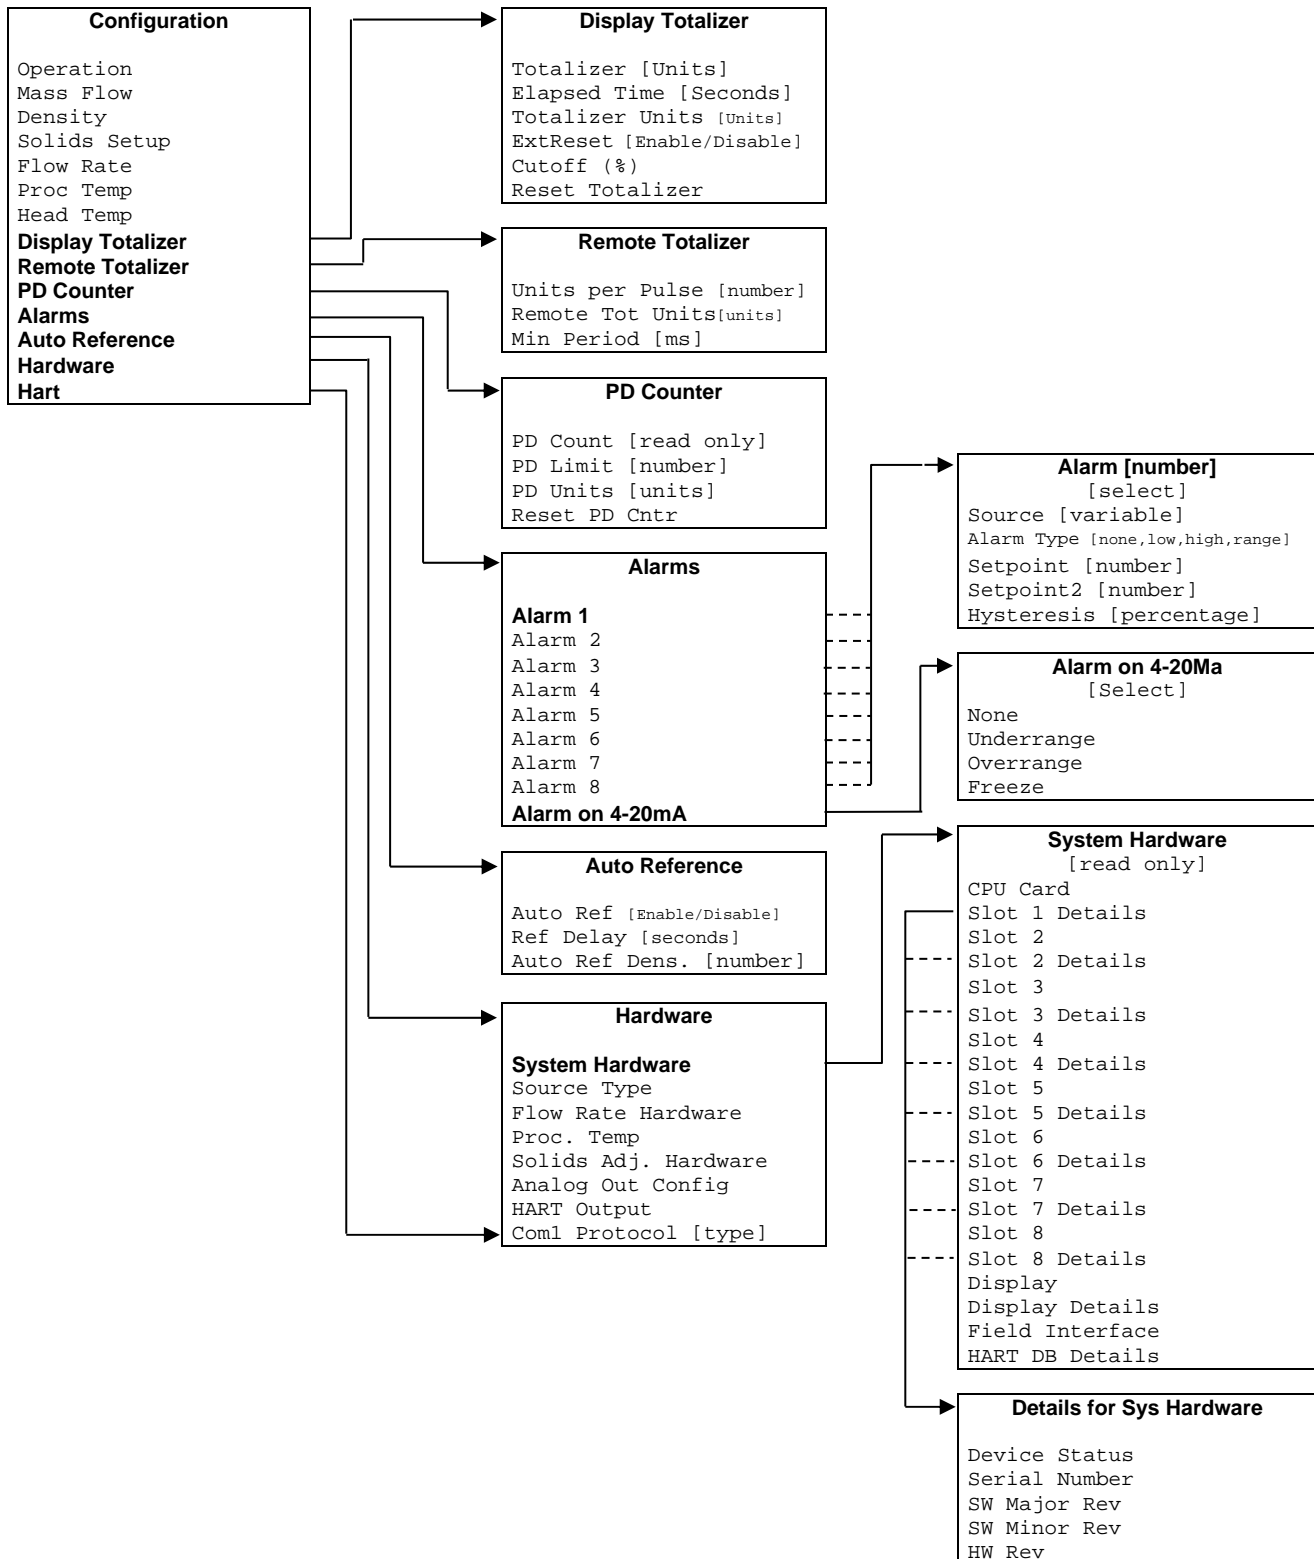 Configuration
Operation
Mass Flow
Density
Solids Setup
Flow Rate
Proc Temp
Head Temp
Display Totalizer
Remote Totalizer
PD Counter
Alarms
Auto Reference
Hardware
Hart
Display Totalizer
Totalizer [Units]
Elapsed Time [Seconds]
Totalizer Units [Units]
ExtReset [Enable/Disable]
Cutoff (%)
Reset Totalizer
Remote Totalizer
Units per Pulse [number]
Remote Tot Units[units]
Min Period [ms]
PD Counter
PD Count [read only]
PD Limit [number]
PD Units [units]
Reset PD Cntr
Alarms
Alarm 1
Alarm 2
Alarm 3
Alarm 4
Alarm 5
Alarm 6
Alarm 7
Alarm 8
Alarm on 4-20mA
Auto Reference
Auto Ref [Enable/Disable]
Ref Delay [seconds]
Auto Ref Dens. [number]
Hardware
System Hardware
Source Type
Flow Rate Hardware
Proc. Temp
Solids Adj. Hardware
Analog Out Config
HART Output
Com1 Protocol [type]
Alarm [number]
[select]
Source [variable]
Alarm Type [none,low,high,range]
Setpoint [number]
Setpoint2 [number]
Hysteresis [percentage]
Alarm on 4-20Ma
[Select]
None
Underrange
Overrange
Freeze
System Hardware
[read only]
CPU Card
Slot 1 Details
Slot 2
Slot 2 Details
Slot 3
Slot 3 Details
Slot 4
Slot 4 Details
Slot 5
Slot 5 Details
Slot 6
Slot 6 Details
Slot 7
Slot 7 Details
Slot 8
Slot 8 Details
Display
Display Details
Field Interface
HART DB Details
Details for Sys Hardware
Device Status
Serial Number
SW Major Rev
SW Minor Rev
HW Rev